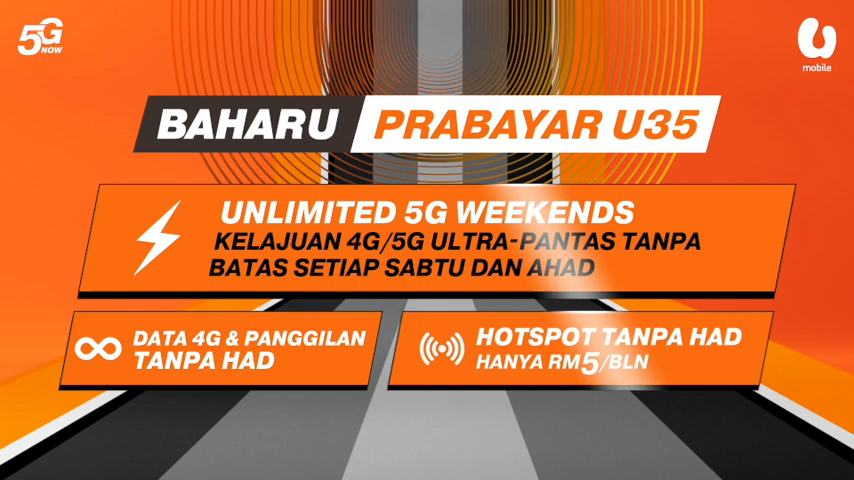 5G
NOW
mobile
BAHARU PRABAYAR U35
UNLIMITED 5G WEEKENDS
KELAJUAN 4G/5G ULTRA-PANTAS TANPA
BATAS SETIAP SABTU DAN AHAD
DATA 4G & PANGGILAN
TANPA HAD
HOTSPOT TANPA HAD
HANYA RM5/BLN